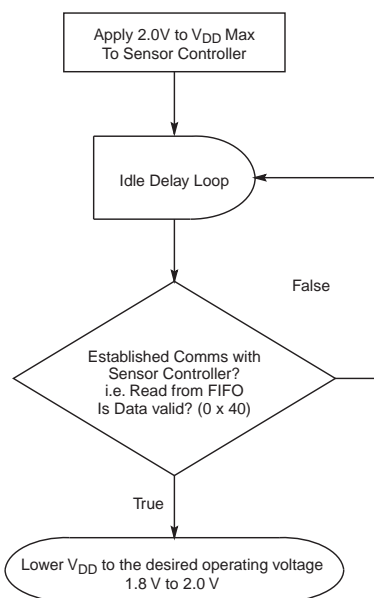 Apply 2.0V to VDD Max
To Sensor Controller
Idle Delay Loop
False
Established Comms with
Sensor Controller?
i.e. Read from FIFO
Is Data valid? (0 x 40)
True
Lower VDD to the desired operating voltage
1.8 V to 2.0 V